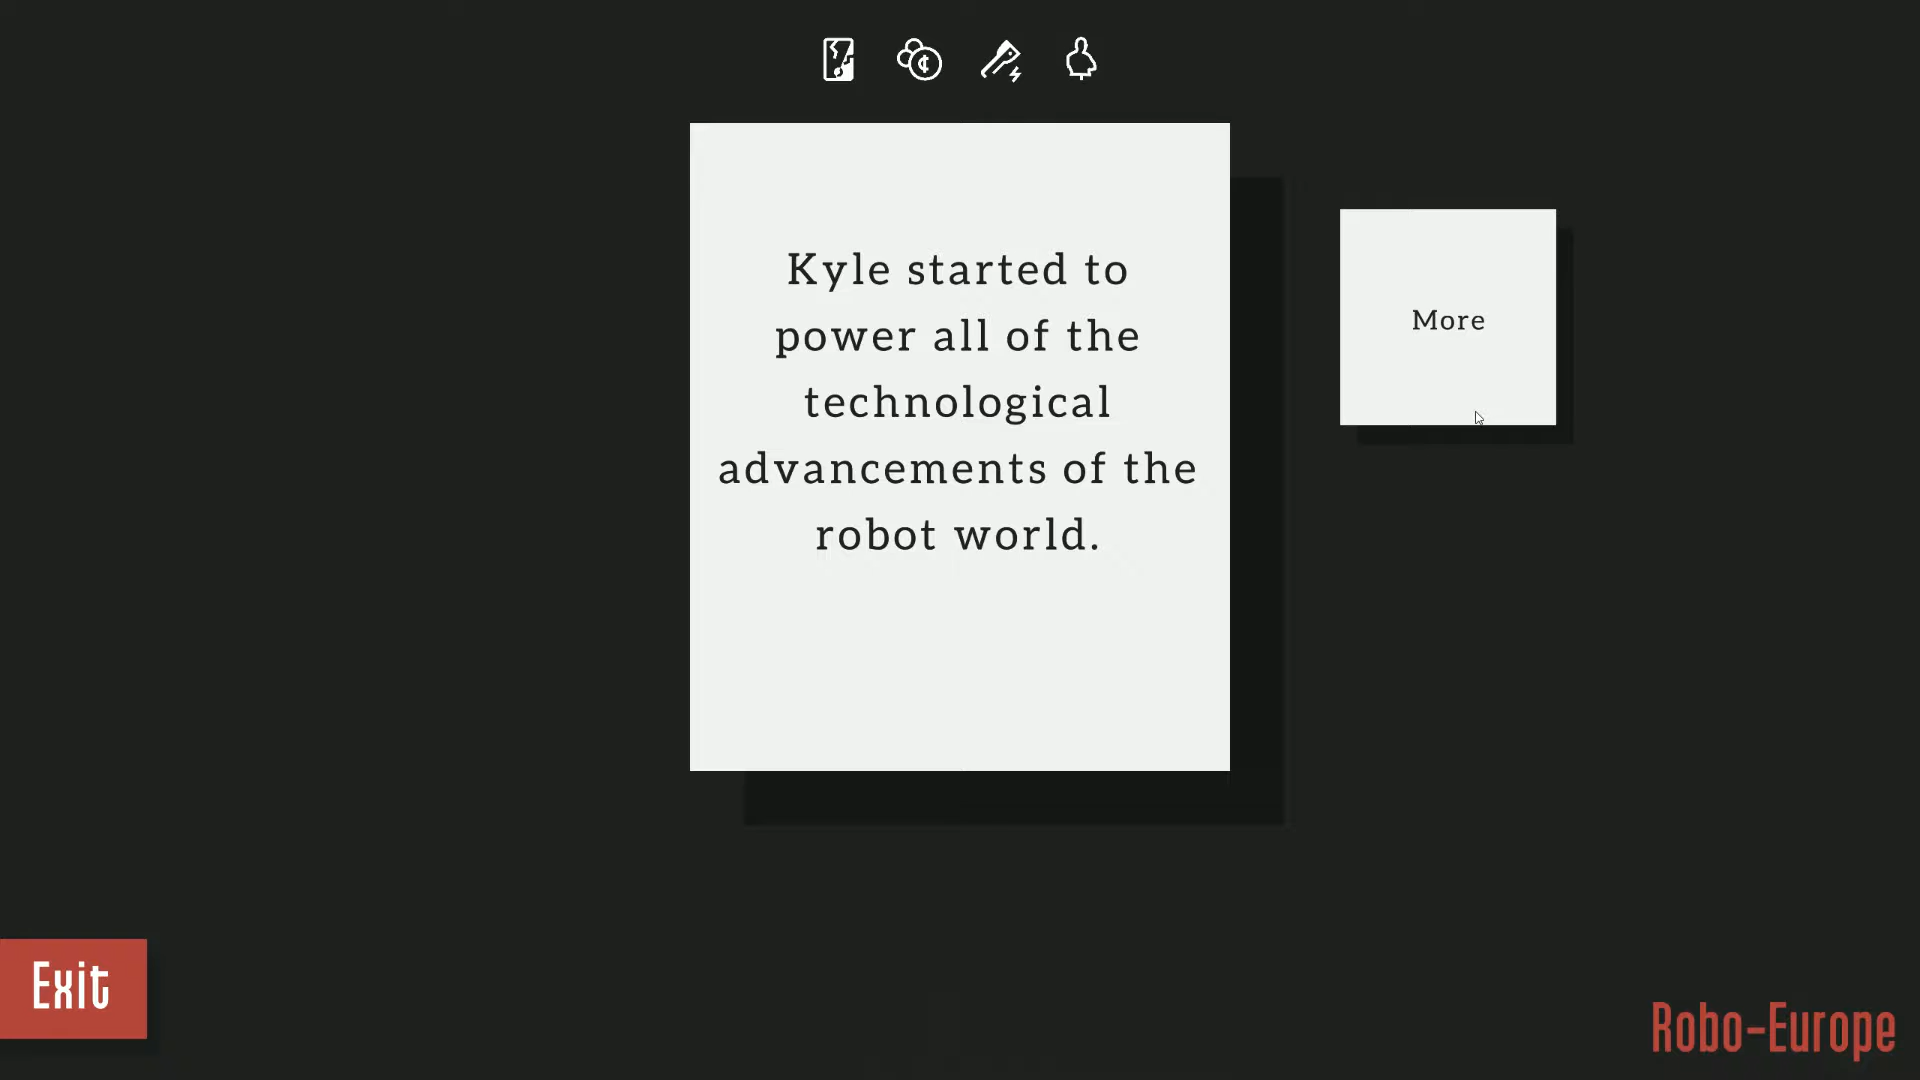 Kyle started to
power all of the
technological
advancements of the
robot world.
More
Exit
Robo-Europe